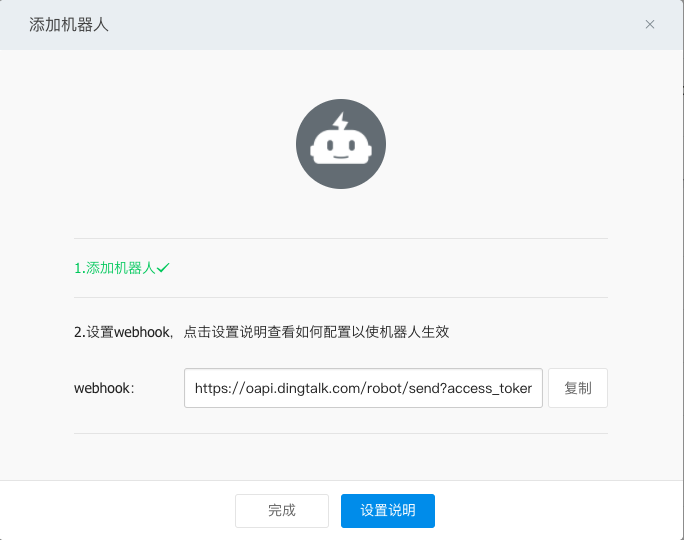 添加机器人
1.添加机器人
2.设置webhook，点击设置说明查看如何配置以使机器人生效
webhook： https://oapi.dingtalk.com/robot/send?access_toker 复制
完成 设置说明